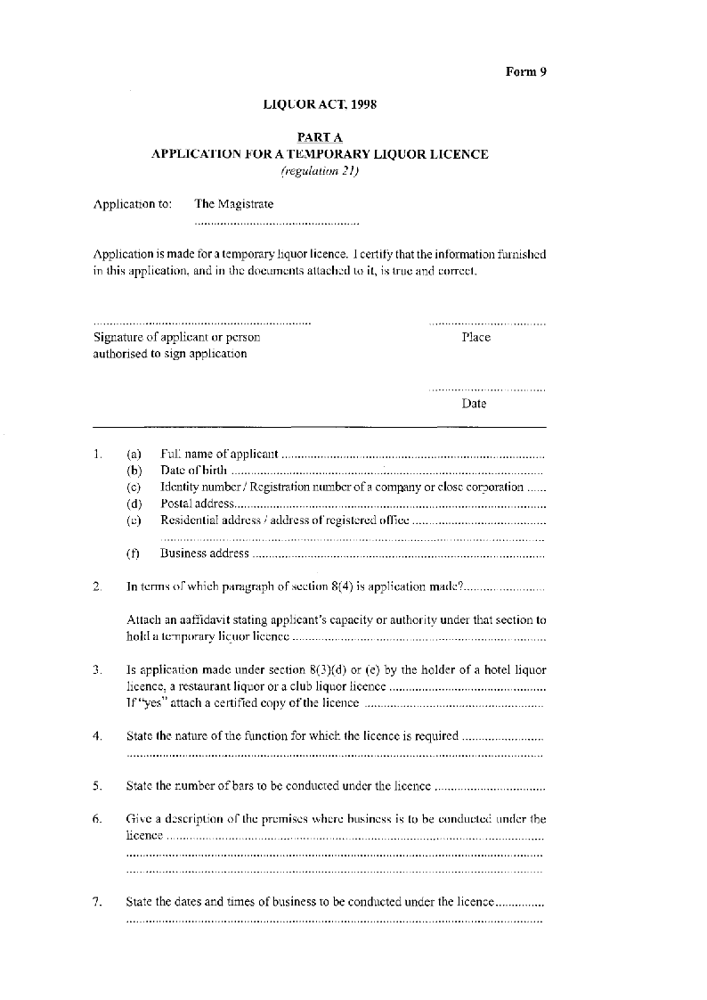 Form 9
LIQUOR ACT, 1998
PART A
APPLICATION FOR A TEMPORARY LIQUOR LICENCE
(regulation 21)
Application to: The Magistrate
..................................................
Application is made for a temporary liquor licence. I certify that the information furnished
in this application, and in the documents attached to it, is true and correct.
.................................................................. ....................................
Signature of applicant or person Place
authorised to sign application
....................................
Date
1. (a) Full name of applicant ................................................................................
(b) Date of birth ................................................................................................
(c) Identity number / Registration number of a company or close corporation ......
(d) Postal address................................................................................................
(e) Residential address / address of registered office .........................................
......................................................................................................................
(f) Business address ..........................................................................................
2. In terms of which paragraph of section 8(4) is application made?.........................
Attach an aaffidavit stating applicant's capacity or authority under that section to
hold a temporary liquor licence ..............................................................................
3. Is application made under section 8(3)(d) or (e) by the holder of a hotel liquor
licence, a restaurant liquor or a club liquor licence ................................................
If "yes" attach a certified copy of the licence .......................................................
4. State the nature of the function for which the licence is required .........................
................................................................................................................................
5. State the number of bars to be conducted under the licence ..................................
6. Give a description of the premises where business is to be conducted under the
licence ....................................................................................................................
................................................................................................................................
................................................................................................................................
7. State the dates and times of business to be conducted under the licence...............
................................................................................................................................